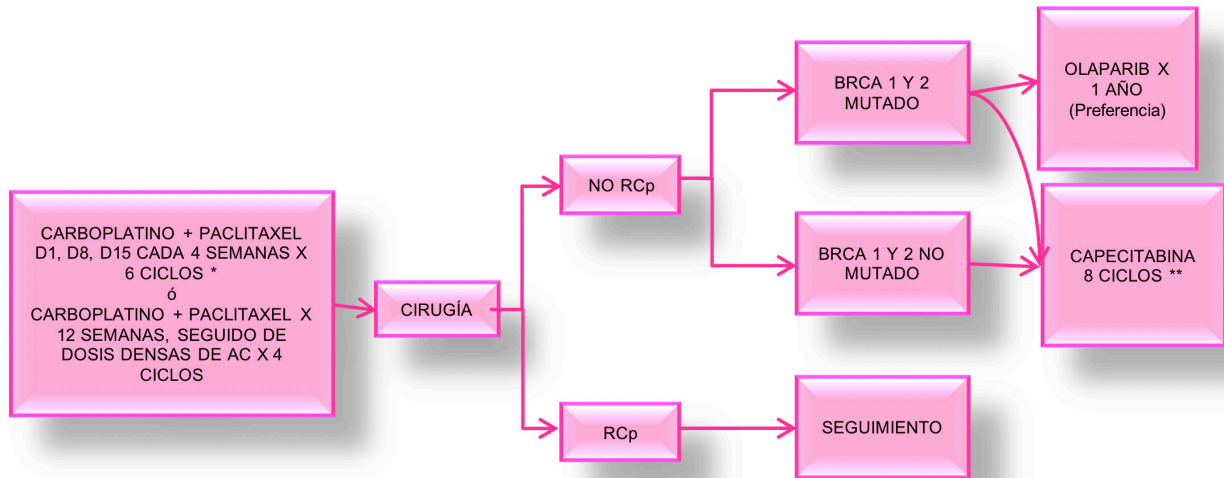 CARBOPLATINO + PACLITAXEL
D1, D8, D15 CADA 4 SEMANAS X
6 CICLOS *
ó
CARBOPLATINO + PACLITAXEL X
12 SEMANAS, SEGUIDO DE
DOSIS DENSAS DE AC X 4
CICLOS
CIRUGÍA
NO RCp
RCp
BRCA 1 Y 2
MUTADO
BRCA 1 Y 2 NO
MUTADO
SEGUIMIENTO
OLAPARIB X
1 AÑO
(Preferencia)
CAPECITABINA
8 CICLOS **